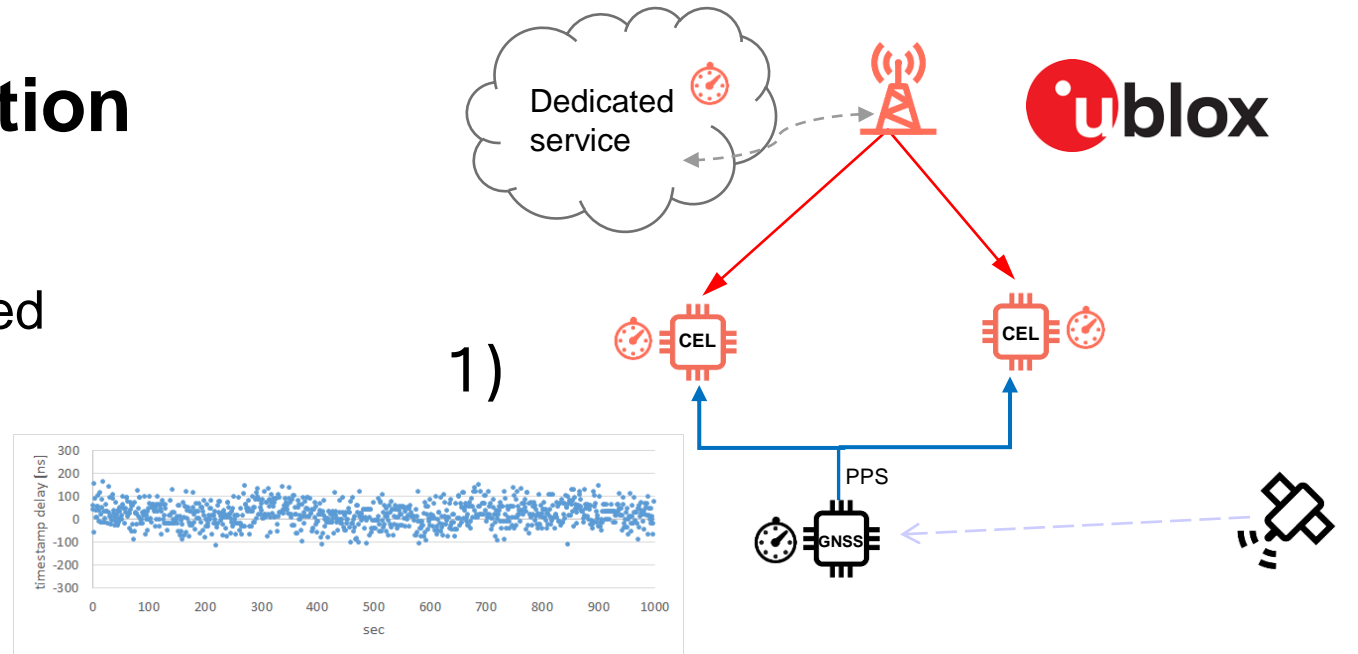 tion
ed
Dedicated
service
ublox
CEL
CEL
1)
PPS
GNSS
timestamp delay [ns]
300
200
100
0
-100
-200
-300
0 100 200 300 400 500 600 700 800 900 1000
sec